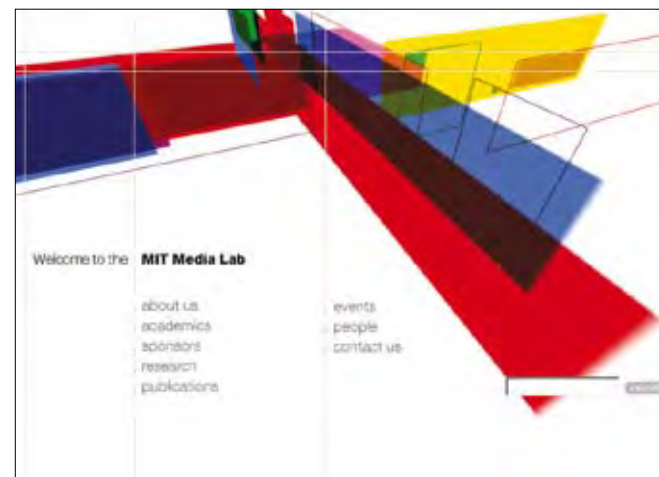 Welcome to the MIT Media Lab
about us
academics
sponsors
research
publications
events
people
contact us